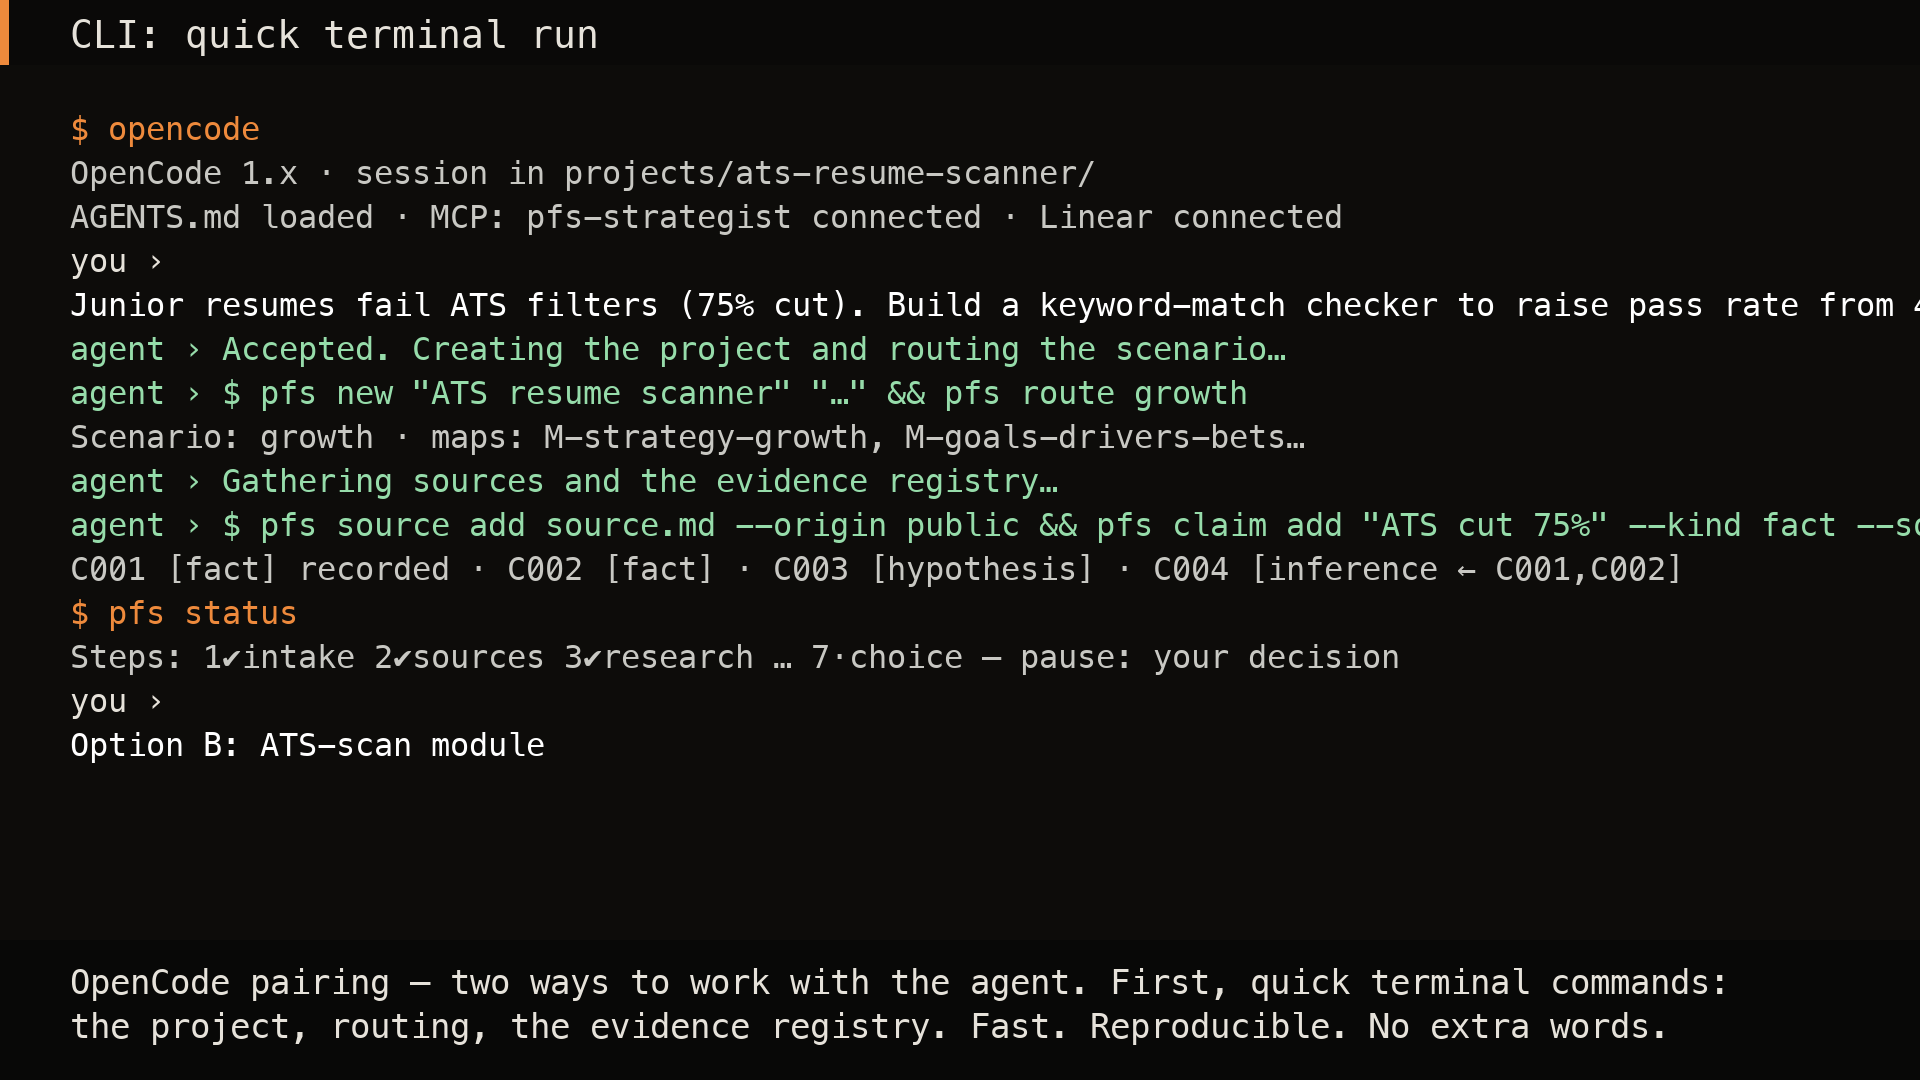 CLI: quick terminal run
$ opencode
OpenCode 1.x · session in projects/ats-resume-scanner/
AGENTS.md loaded · MCP: pfs-strategist connected · Linear connected
you ›
Junior resumes fail ATS filters (75% cut). Build a keyword-match checker to raise pass rate from
agent › Accepted. Creating the project and routing the scenario…
agent › $ pfs new "ATS resume scanner" "…" && pfs route growth
Scenario: growth · maps: M-strategy-growth, M-goals-drivers-bets…
agent › Gathering sources and the evidence registry…
agent › $ pfs source add source.md --origin public && pfs claim add "ATS cut 75%" --kind fact
C001 [fact] recorded · C002 [fact] · C003 [hypothesis] · C004 [inference ← C001,C002]
$ pfs status
Steps: 1✔intake 2✔sources 3✔research … 7·choice — pause: your decision
you ›
Option B: ATS-scan module
OpenCode pairing — two ways to work with the agent. First, quick terminal commands:
the project, routing, the evidence registry. Fast. Reproducible. No extra words.